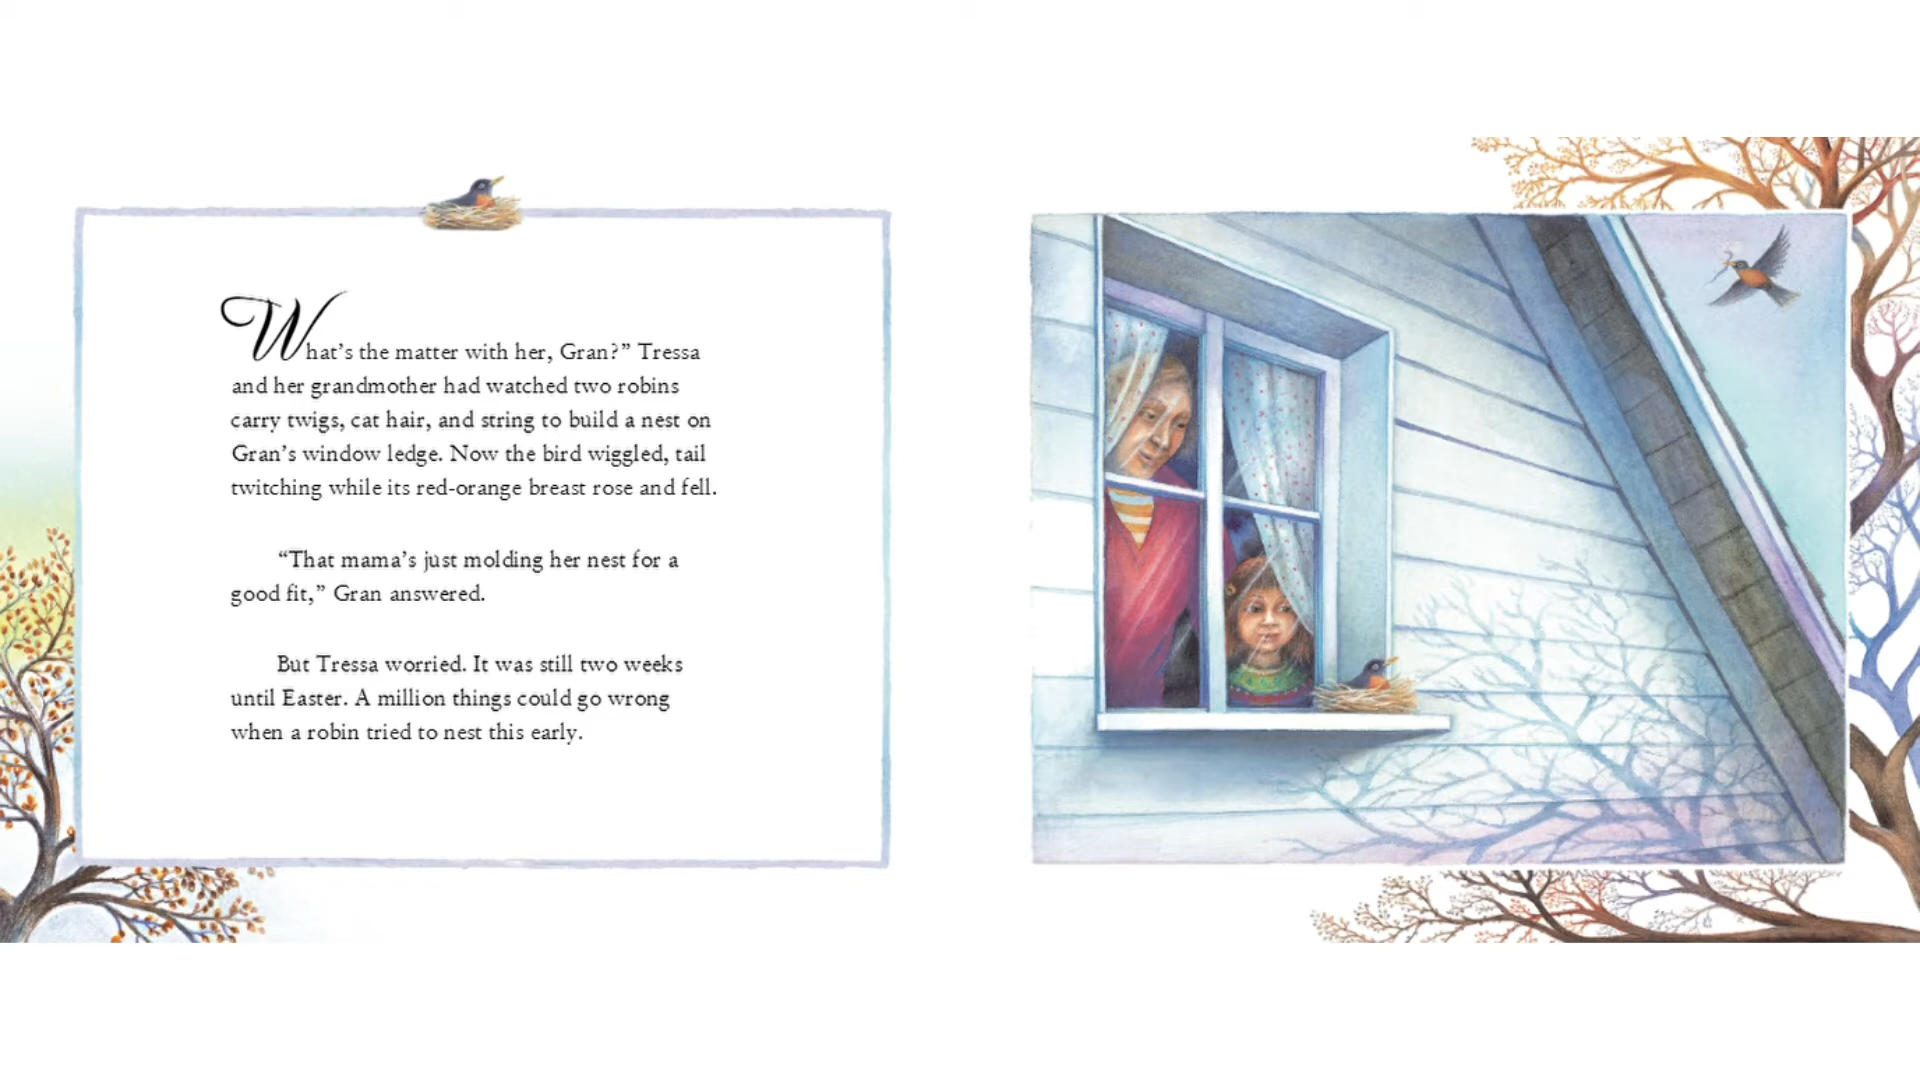 What’s the matter with her, Gran?” Tressa
and her grandmother had watched two robins
carry twigs, cat hair, and string to build a nest on
Gran’s window ledge. Now the bird wiggled, tail
twitching while its red-orange breast rose and fell.
“That mama’s just molding her nest for a
good fit,” Gran answered.
But Tressa worried. It was still two weeks
until Easter. A million things could go wrong
when a robin tried to nest this early.